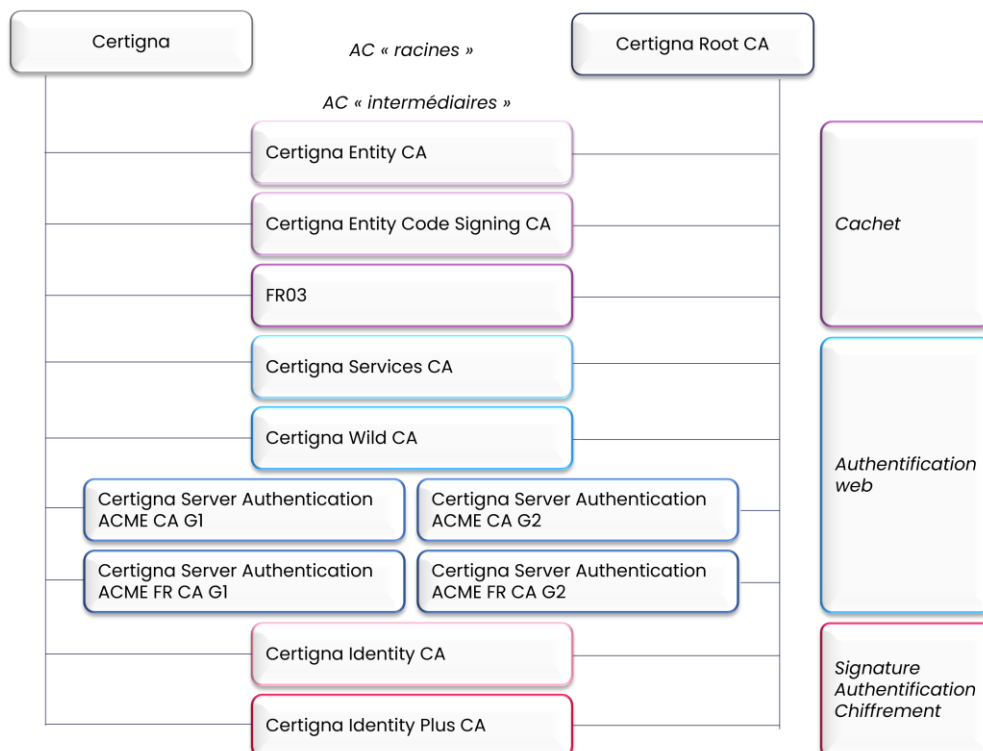 Certigna
AC « racines »
Certigna Root CA
AC « intermédiaires »
Certigna Entity CA
Certigna Entity Code Signing CA
FR03
Cachet
Certigna Services CA
Certigna Wild CA
Certigna Server Authentication
ACME CA G1
Certigna Server Authentication
ACME CA G2
Certigna Server Authentication
ACME FR CA G1
Certigna Server Authentication
ACME FR CA G2
Authentification
web
Certigna Identity CA
Certigna Identity Plus CA
Signature
Authentification
Chiffrement